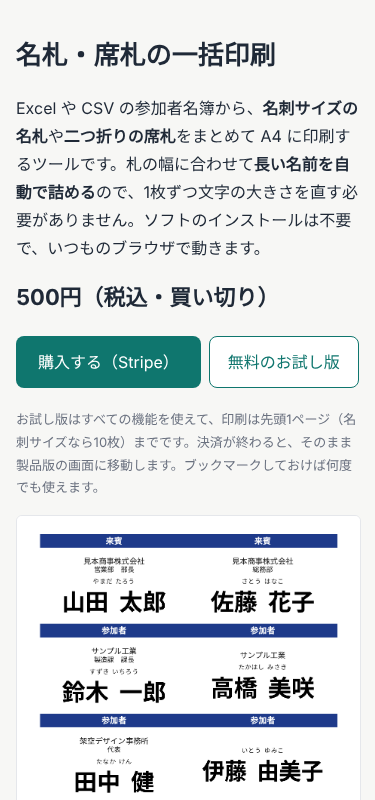 名札・席札の一括印刷
Excel や CSV の参加者名簿から、名刺サイズの
名札や二つ折りの席札をまとめて A4 に印刷す
るツールです。札の幅に合わせて長い名前を自
動で詰めるので、1枚ずつ文字の大きさを直す必
要がありません。ソフトのインストールは不要
で、いつものブラウザで動きます。
500円（税込・買い切り）
購入する（Stripe） 無料のお試し版
お試し版はすべての機能を使えて、印刷は先頭1ページ（名
刺サイズなら10枚）までです。決済が終わると、そのまま
製品版の画面に移動します。ブックマークしておけば何度
でも使えます。
来賓 来賓
見本商事株式会社 見本商事株式会社
営業部 部長 総務部
やまだ たろう さとう はなこ
山田 太郎 佐藤 花子
参加者 参加者
サンプル工業 サンプル工業
製造課 課長
すずき いちろう たかはし みさき
鈴木 一郎 高橋 美咲
参加者 参加者
架空デザイン事務所
代表
たなか けん いとう ゆみこ
田中 健 伊藤 由美子